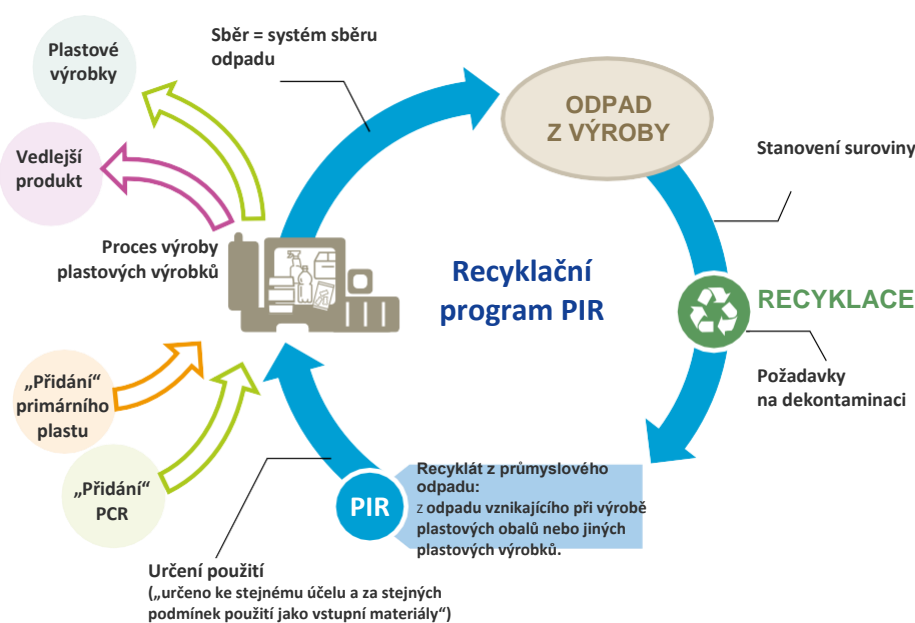 Sběr = systém sběru
odpadu
Plastové
výrobky
ODPAD
Z VÝROBY
Stanovení suroviny
Vedlejší
produkt
Proces výroby
plastových výrobků
Recyklační
program PIR
RECYKLACE
„Přidání“
primárního
plastu
Požadavky
na dekontaminaci
„Přidání“
PCR
PIR
Recyklát z průmyslového
odpadu:
z odpadu vznikajícího při výrobě
plastových obalů nebo jiných
plastových výrobků.
Určení použití
(„určeno ke stejnému účelu a za stejných
podmínek použití jako vstupní materiály“)